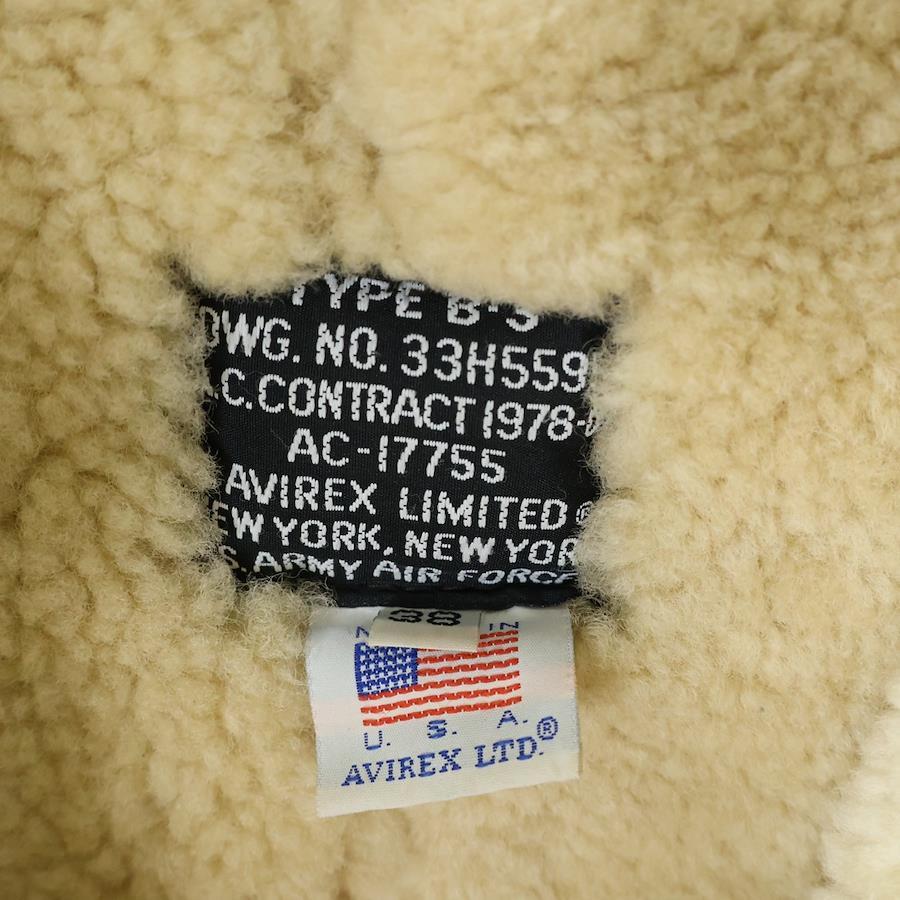 TYPE B-3
DWG. NO. 33H559
.C. CONTRACT 1978-
AC-17755
AVIREX LIMITED ®
EW YORK, NEW YOR
S. ARMY AIR FORCE
38
U. S. A.
AVIREX LTD.®